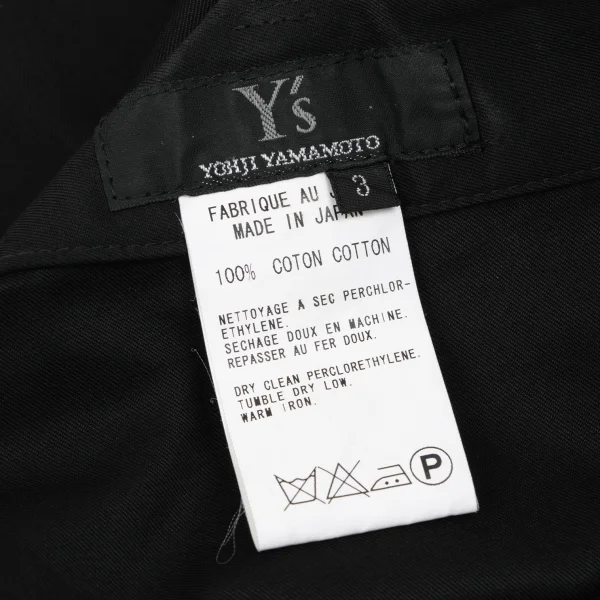 Y's
YOHJI YAMAMOTO
3
FABRIQUE AU
MADE IN JAPAN
100% COTON COTTON
NETTOYAGE A SEC PERCHLOR-
ETHYLENE.
SECHAGE DOUX EN MACHINE.
REPASSER AU FER DOUX.
DRY CLEAN PERCLORETHYLENE.
TUMBLE DRY LOW.
WARM IRON.
P